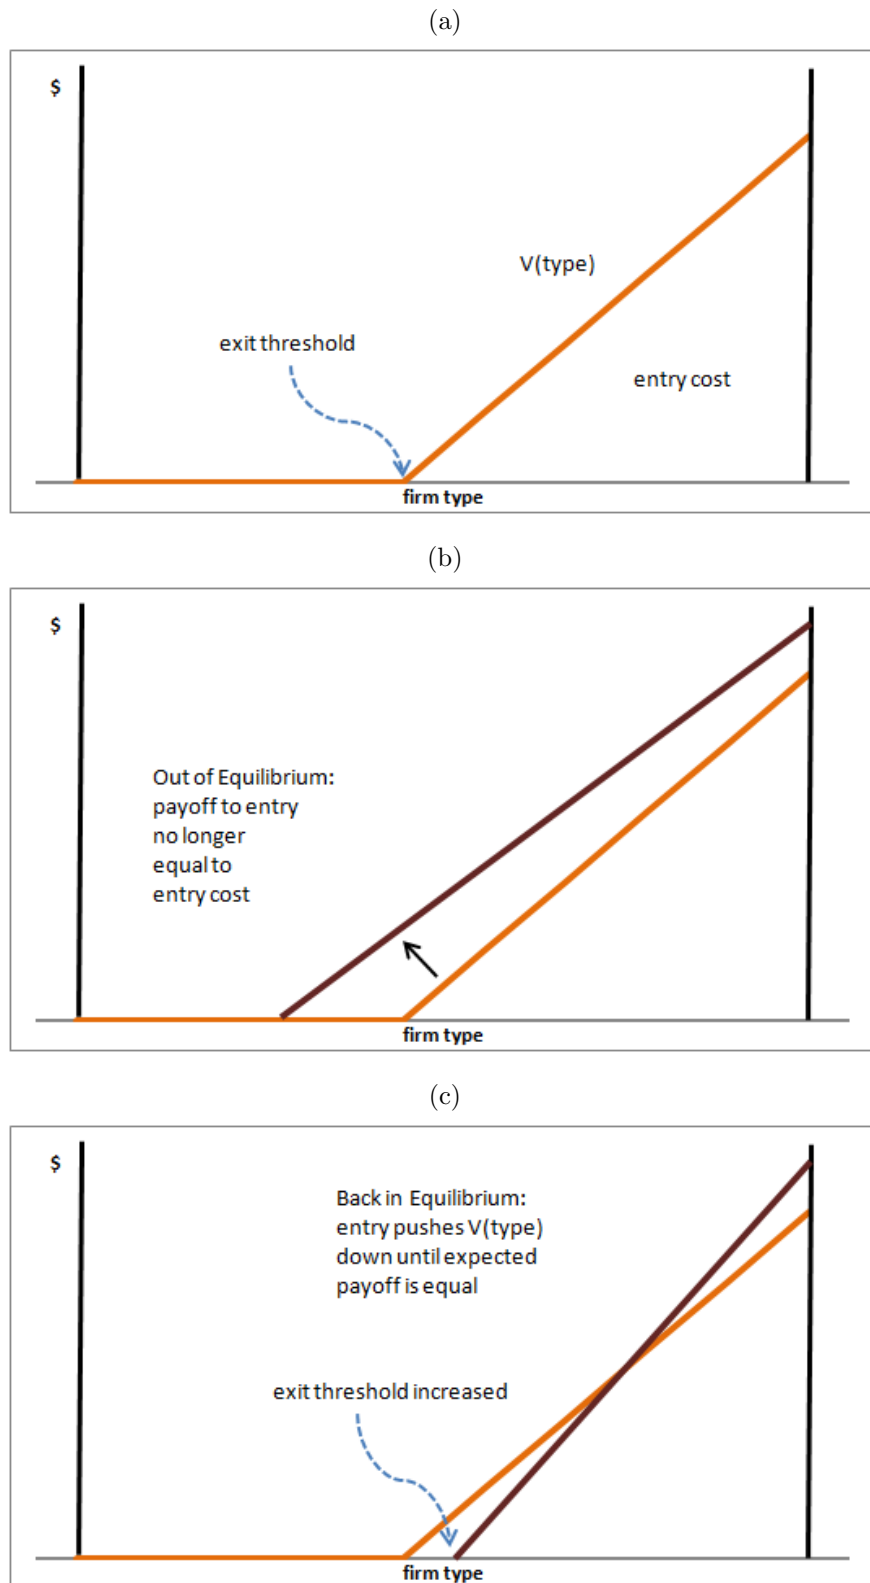 (a)
$
V(type)
exit threshold
entry cost
firm type
(b)
$
Out of Equilibrium:
payoff to entry
no longer
equal to
entry cost
firm type
(c)
$
Back in Equilibrium:
entry pushes V(type)
down until expected
payoff is equal
exit threshold increased
firm type